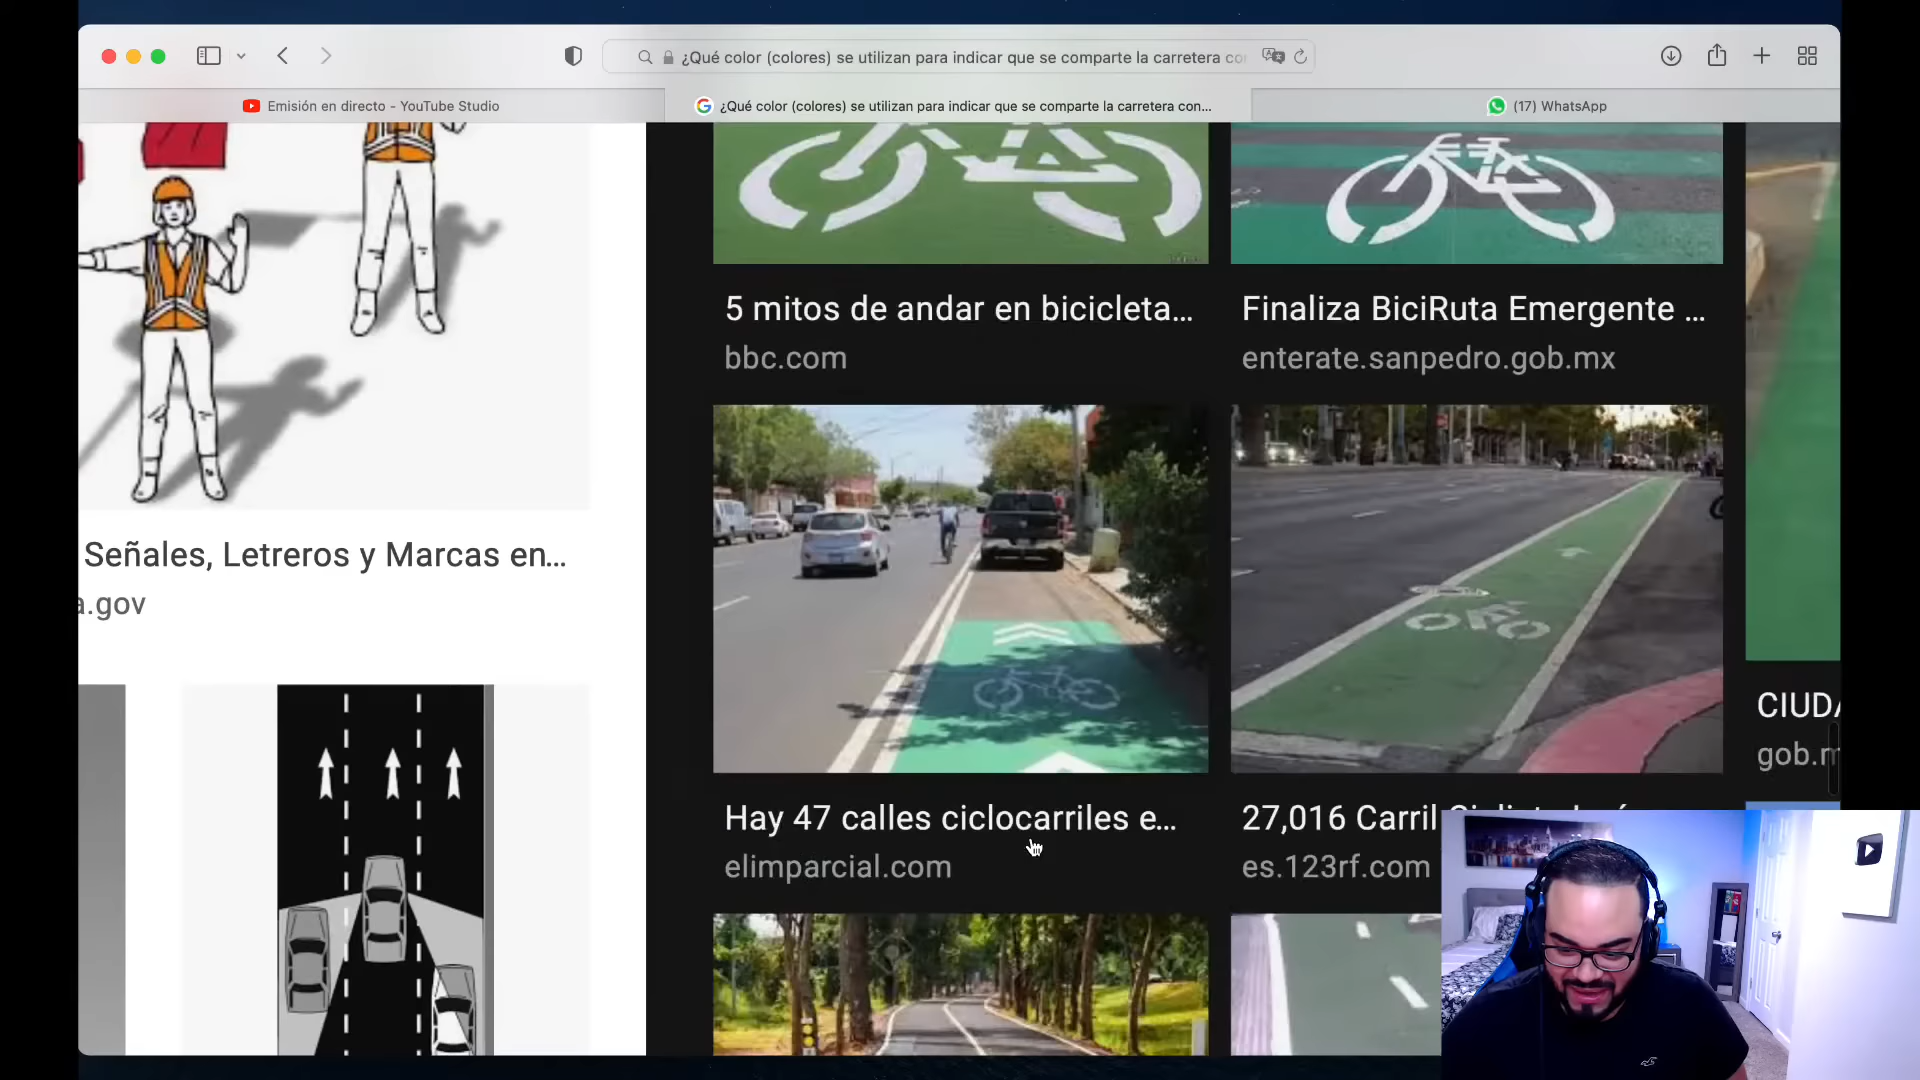 ¿Qué color (colores) se utilizan para indicar que se comparte la carretera co
Emisión en directo - YouTube Studio
¿Qué color (colores) se utilizan para indicar que se comparte la carretera con...
(17) WhatsApp
5 mitos de andar en bicicleta...
bbc.com
Finaliza BiciRuta Emergente ...
enterate.sanpedro.gob.mx
Señales, Letreros y Marcas en...
a.gov
CIUDA
gob.m
Hay 47 calles ciclocarriles e...
elimparcial.com
27,016 Carril
es.123rf.com